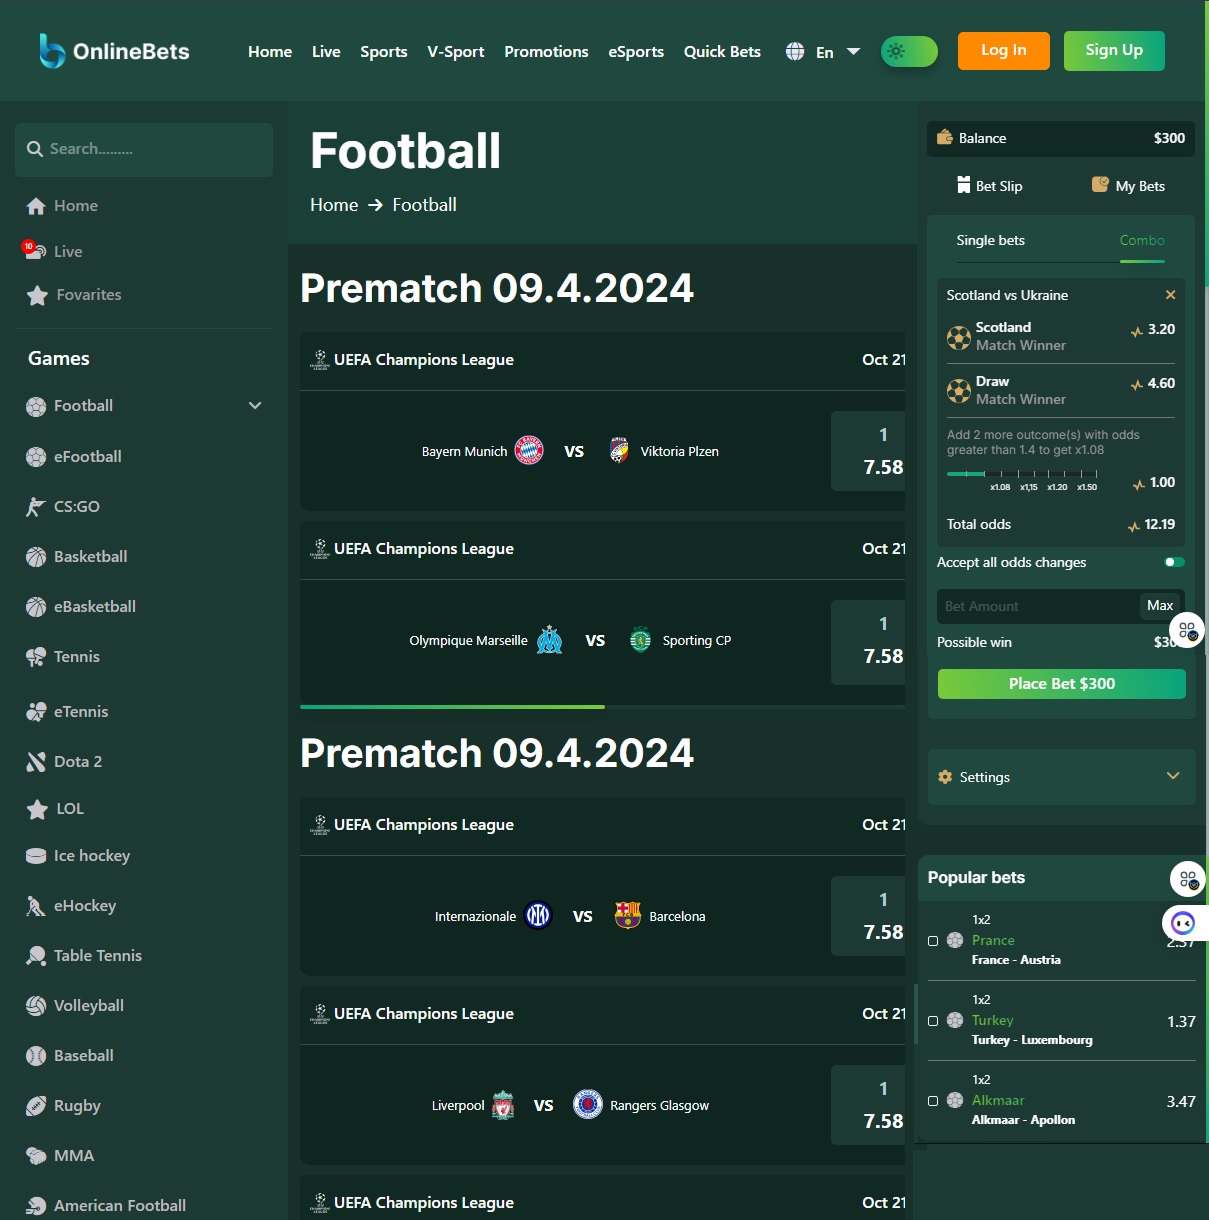 OnlineBets
Home Live Sports V-Sport Promotions eSports Quick Bets En Log In Sign Up
Search.........
Home
10
Live
Fovarites
Games
Football
eFootball
CS:GO
Basketball
eBasketball
Tennis
eTennis
Dota 2
LOL
Ice hockey
eHockey
Table Tennis
Volleyball
Baseball
Rugby
MMA
American Football
Football
Home → Football
Prematch 09.4.2024
UEFA Champions League Oct 21
Bayern Munich VS Viktoria Plzen
1
7.58
UEFA Champions League Oct 21
Olympique Marseille VS Sporting CP
1
7.58
Prematch 09.4.2024
UEFA Champions League Oct 21
Internazionale VS Barcelona
1
7.58
UEFA Champions League Oct 21
Liverpool VS Rangers Glasgow
1
7.58
UEFA Champions League Oct 21
Balance $300
Bet Slip My Bets
Single bets Combo
Scotland vs Ukraine
Scotland 3.20
Match Winner
Draw 4.60
Match Winner
Add 2 more outcome(s) with odds
greater than 1.4 to get x1.08
x1.08 x1,15 x1.20 x1.50 1.00
Total odds 12.19
Accept all odds changes
Bet Amount Max
Possible win
Place Bet $300
Settings
Popular bets
1x2
Prance 2.37
France - Austria
1x2
Turkey 1.37
Turkey - Luxembourg
1x2
Alkmaar 3.47
Alkmaar - Apollon